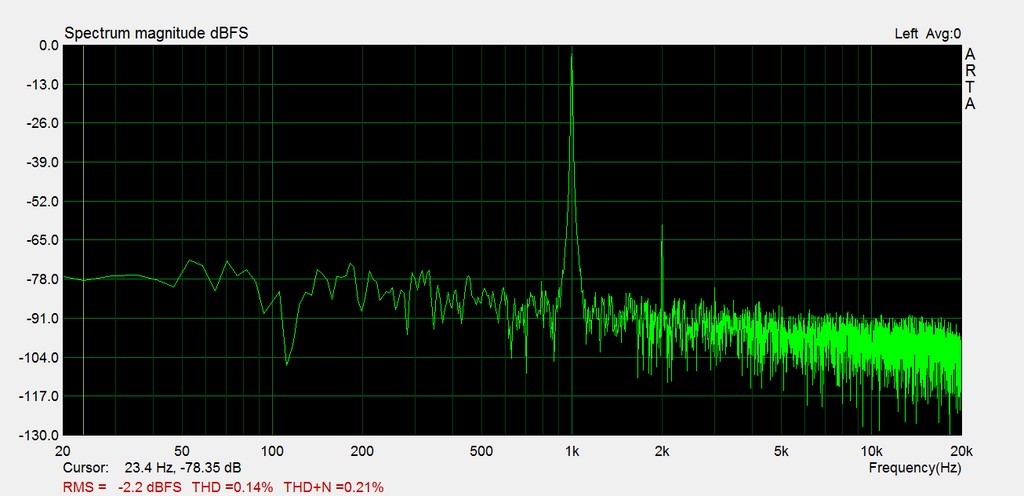 Spectrum magnitude dBFS
Left Avg:0
0.0
-13.0
-26.0
-39.0
-52.0
-65.0
-78.0
-91.0
-104.0
-117.0
-130.0
A
R
T
A
20 50 100 200 500 1k 2k 5k 10k 20k
Cursor: 23.4 Hz, -78.35 dB
Frequency(Hz)
RMS = -2.2 dBFS THD =0.14% THD+N =0.21%